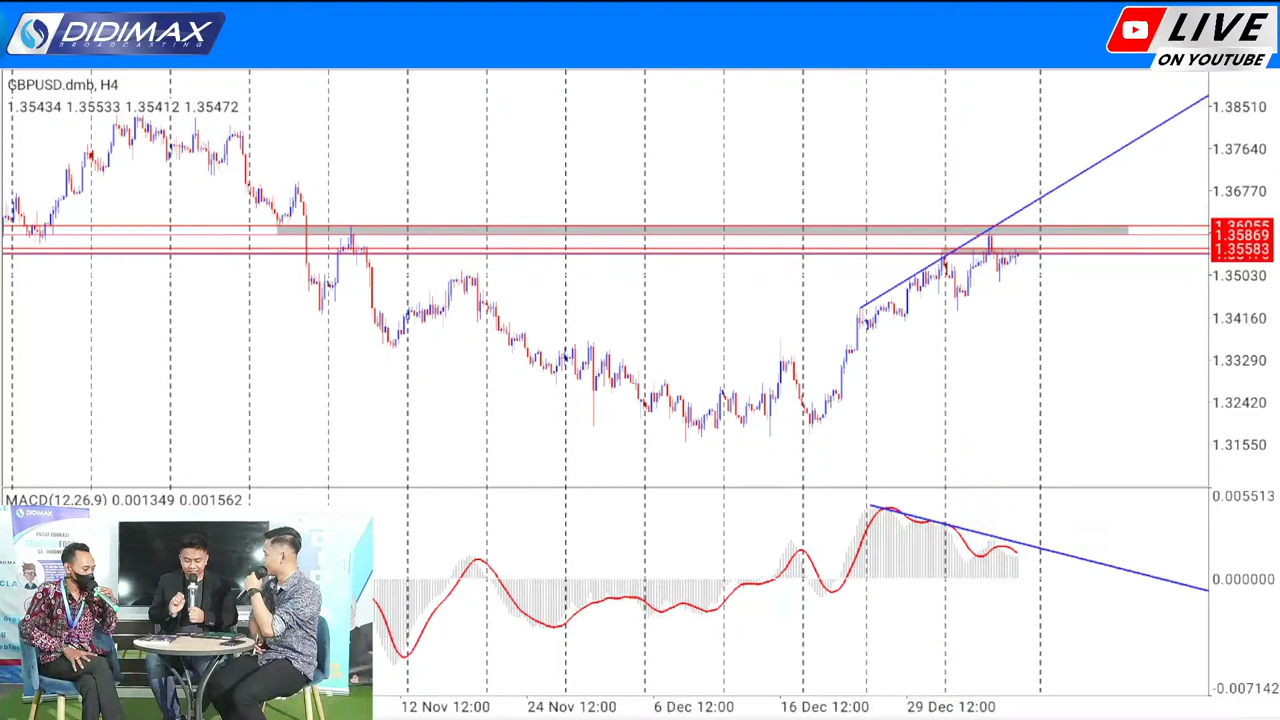 DIDIMAX
BROADCASTING
LIVE
ON YOUTUBE
GBPUSD.dmb, H4
1.35434 1.35533 1.35412 1.35472
1.38510
1.37640
1.36770
1.36055
1.35869
1.35583
1.35030
1.34160
1.33290
1.32420
1.31550
MACD(12,26,9) 0.001349 0.001562
0.005513
0.000000
-0.007142
DIDIMAX
PUSAT EDUKASI
12 Nov 12:00
24 Nov 12:00
6 Dec 12:00
16 Dec 12:00
29 Dec 12:00